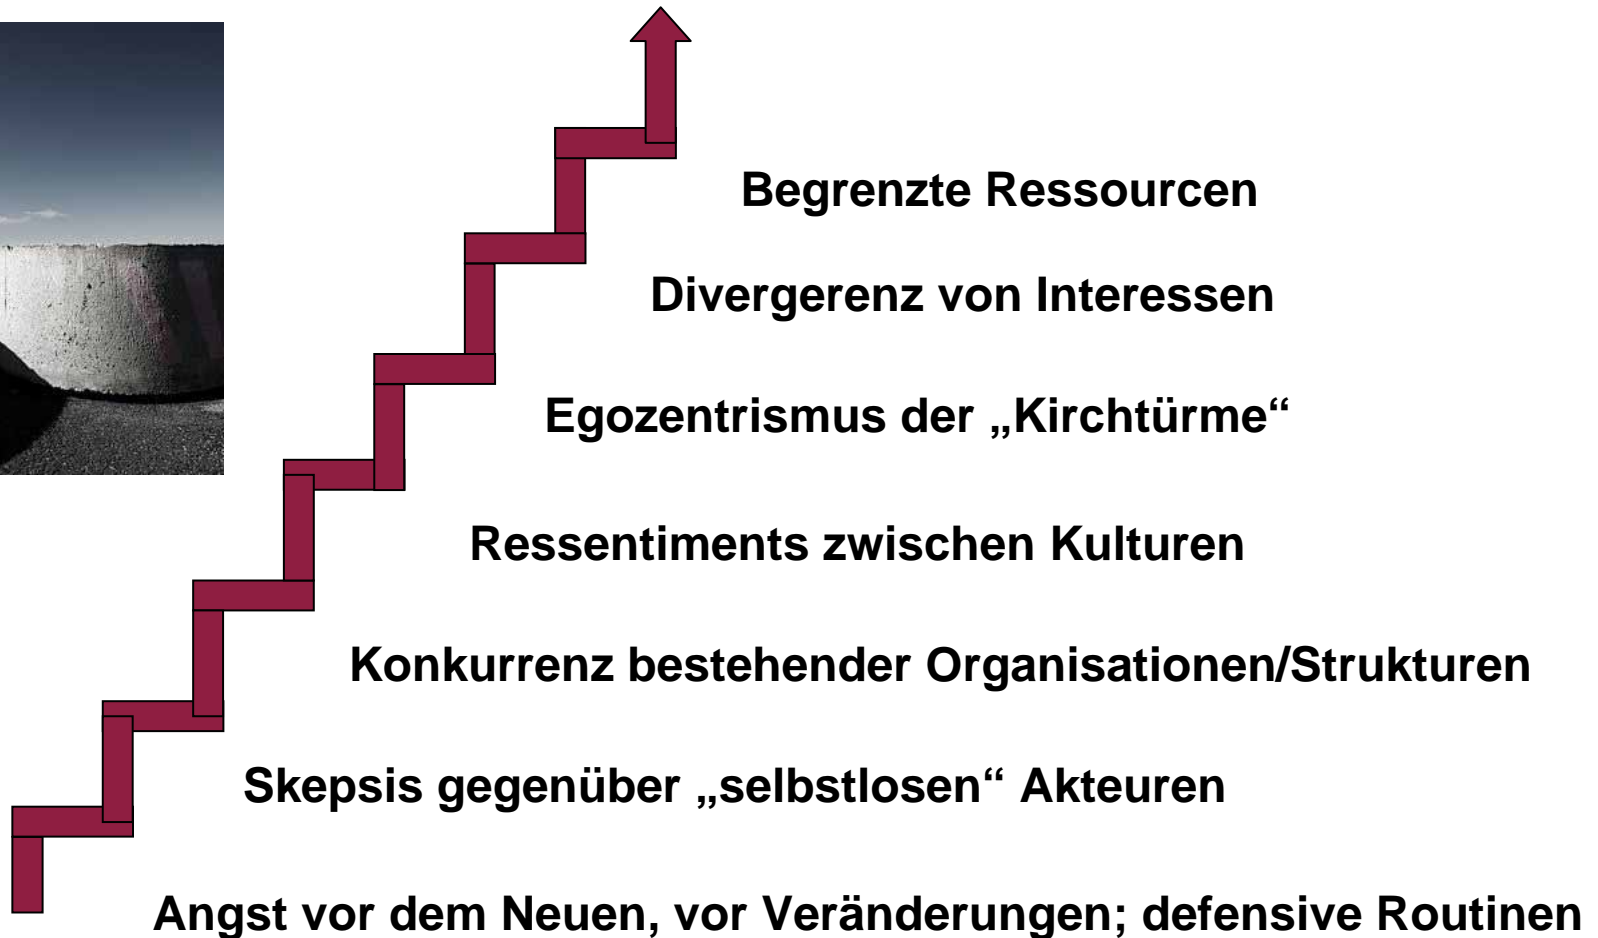 Begrenzte Ressourcen
Divergerenz von Interessen
Egozentrismus der „Kirchtürme“
Ressentiments zwischen Kulturen
Konkurrenz bestehender Organisationen/Strukturen
Skepsis gegenüber „selbstlosen“ Akteuren
Angst vor dem Neuen, vor Veränderungen; defensive Routinen